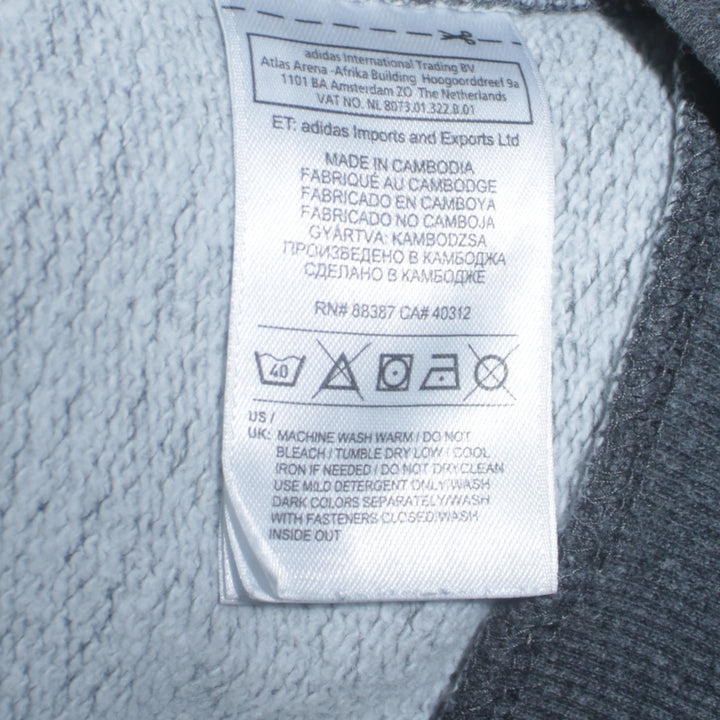 adidas International Trading BV
Atlas Arena -Afrika Building Hoogoorddreef 9a
1101 BA Amsterdam ZO The Netherlands
VAT NO. NL 8073.01.322.B.01
ET: adidas Imports and Exports Ltd
MADE IN CAMBODIA
FABRIQUÉ AU CAMBODGE
FABRICADO EN CAMBOYA
FABRICADO NO CAMBOJA
GYÁRTVA: KAMBODZSA
ПРОИЗВЕДЕНО В КАМБОДЖА
СДЕЛАНО В КАМБОДЖЕ
RN# 88387 CA# 40312
40
US /
UK: MACHINE WASH WARM / DO NOT
BLEACH / TUMBLE DRY LOW / COOL
IRON IF NEEDED / DO NOT DRYCLEAN
USE MILD DETERGENT ONLY/WASH
DARK COLORS SEPARATELY/WASH
WITH FASTENERS CLOSED/WASH
INSIDE OUT